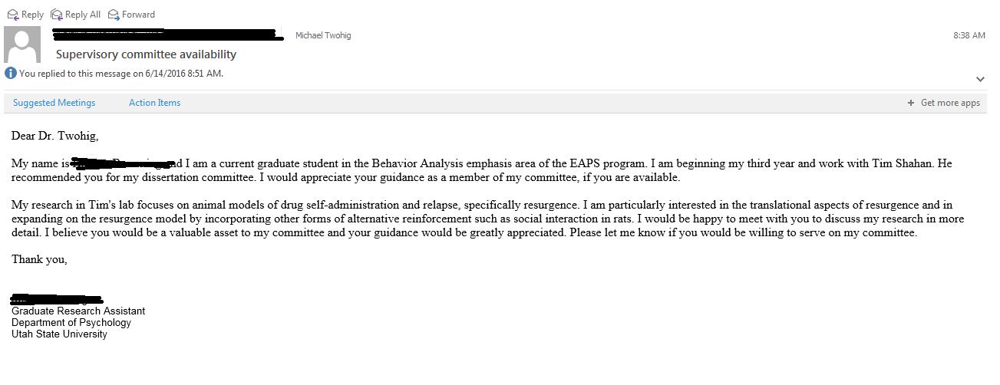 Reply Reply All Forward
Michael Twohig 8:38 AM
Supervisory committee availability
You replied to this message on 6/14/2016 8:51 AM.
Suggested Meetings Action Items + Get more apps
Dear Dr. Twohig,
My name is nd I am a current graduate student in the Behavior Analysis emphasis area of the EAPS program. I am beginning my third year and work with Tim Shahan. He
recommended you for my dissertation committee. I would appreciate your guidance as a member of my committee, if you are available.
My research in Tim's lab focuses on animal models of drug self-administration and relapse, specifically resurgence. I am particularly interested in the translational aspects of resurgence and in
expanding on the resurgence model by incorporating other forms of alternative reinforcement such as social interaction in rats. I would be happy to meet with you to discuss my research in more
detail. I believe you would be a valuable asset to my committee and your guidance would be greatly appreciated. Please let me know if you would be willing to serve on my committee.
Thank you,
Graduate Research Assistant
Department of Psychology
Utah State University